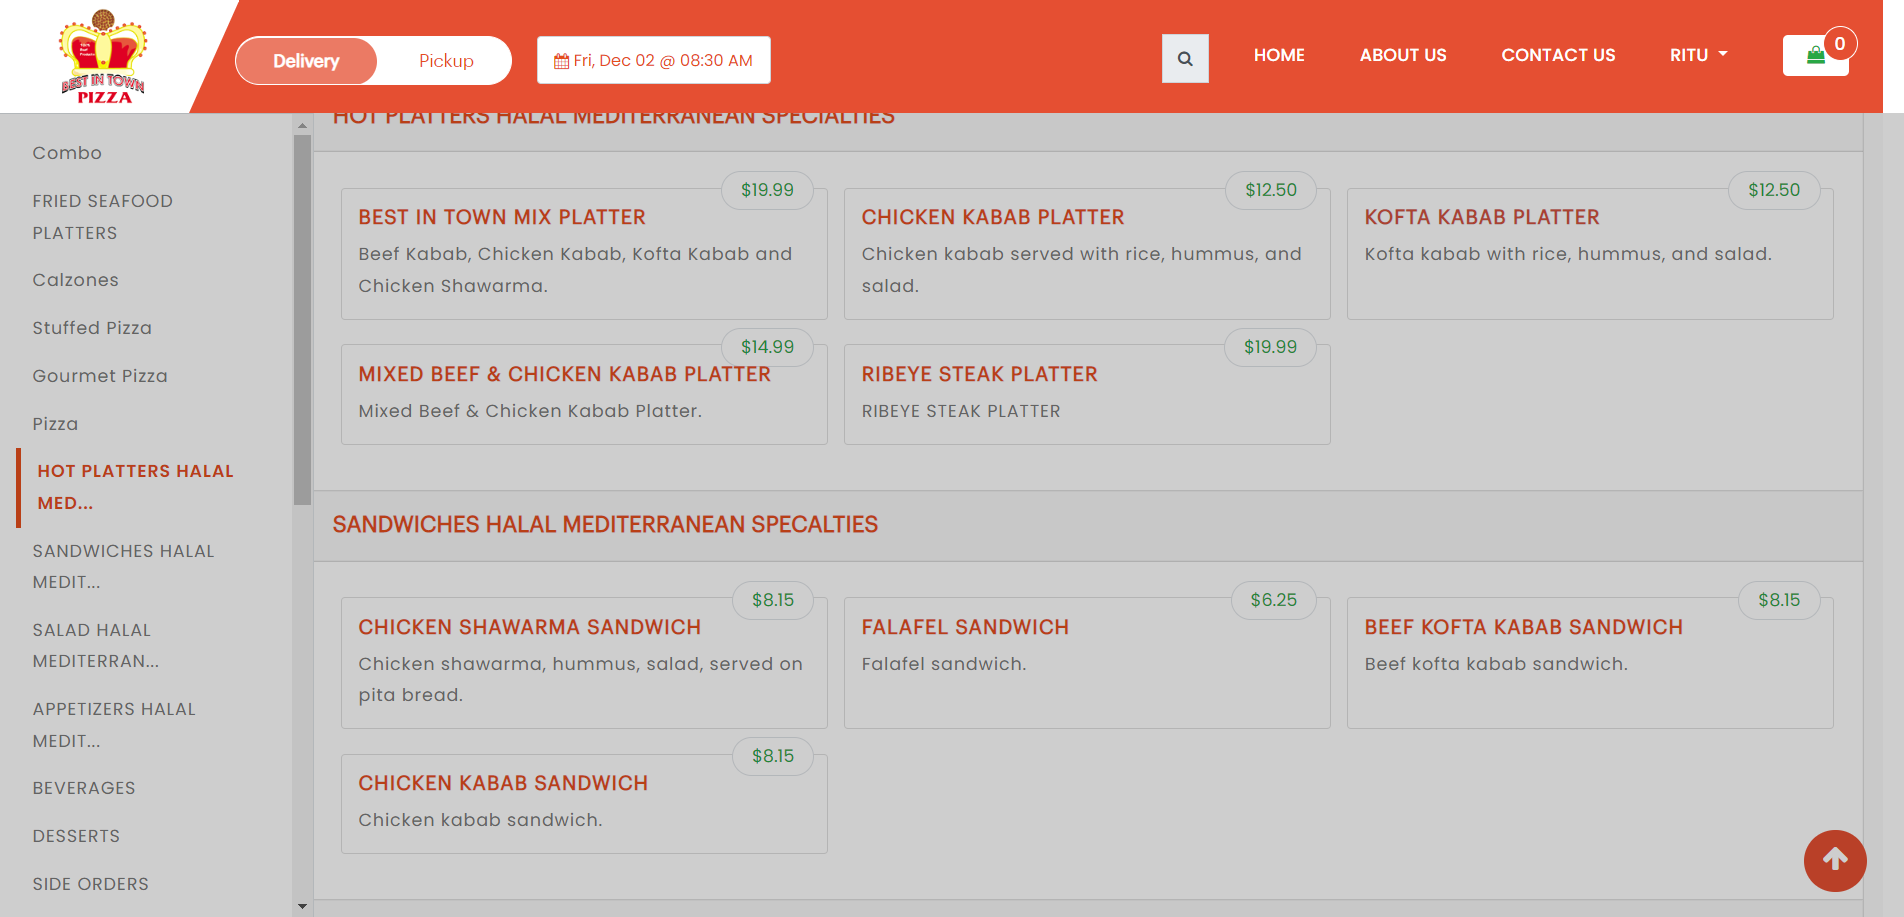 100%
Beef
BEST IN TOWN
PIZZA
Delivery
Pickup
Fri, Dec 02 @ 08:30 AM
HOME
ABOUT US
CONTACT US
RITU
0
Combo
FRIED SEAFOOD
PLATTERS
Calzones
Stuffed Pizza
Gourmet Pizza
Pizza
HOT PLATTERS HALAL
MED...
SANDWICHES HALAL
MEDIT...
SALAD HALAL
MEDITERRAN...
APPETIZERS HALAL
MEDIT...
BEVERAGES
DESSERTS
SIDE ORDERS
HOT PLATTERS HALAL MEDITERRANEAN SPECIALTIES
$19.99
BEST IN TOWN MIX PLATTER
Beef Kabab, Chicken Kabab, Kofta Kabab and
Chicken Shawarma.
$12.50
CHICKEN KABAB PLATTER
Chicken kabab served with rice, hummus, and
salad.
$12.50
KOFTA KABAB PLATTER
Kofta kabab with rice, hummus, and salad.
$14.99
MIXED BEEF & CHICKEN KABAB PLATTER
Mixed Beef & Chicken Kabab Platter.
$19.99
RIBEYE STEAK PLATTER
RIBEYE STEAK PLATTER
SANDWICHES HALAL MEDITERRANEAN SPECALTIES
$8.15
CHICKEN SHAWARMA SANDWICH
Chicken shawarma, hummus, salad, served on
pita bread.
$6.25
FALAFEL SANDWICH
Falafel sandwich.
$8.15
BEEF KOFTA KABAB SANDWICH
Beef kofta kabab sandwich.
$8.15
CHICKEN KABAB SANDWICH
Chicken kabab sandwich.